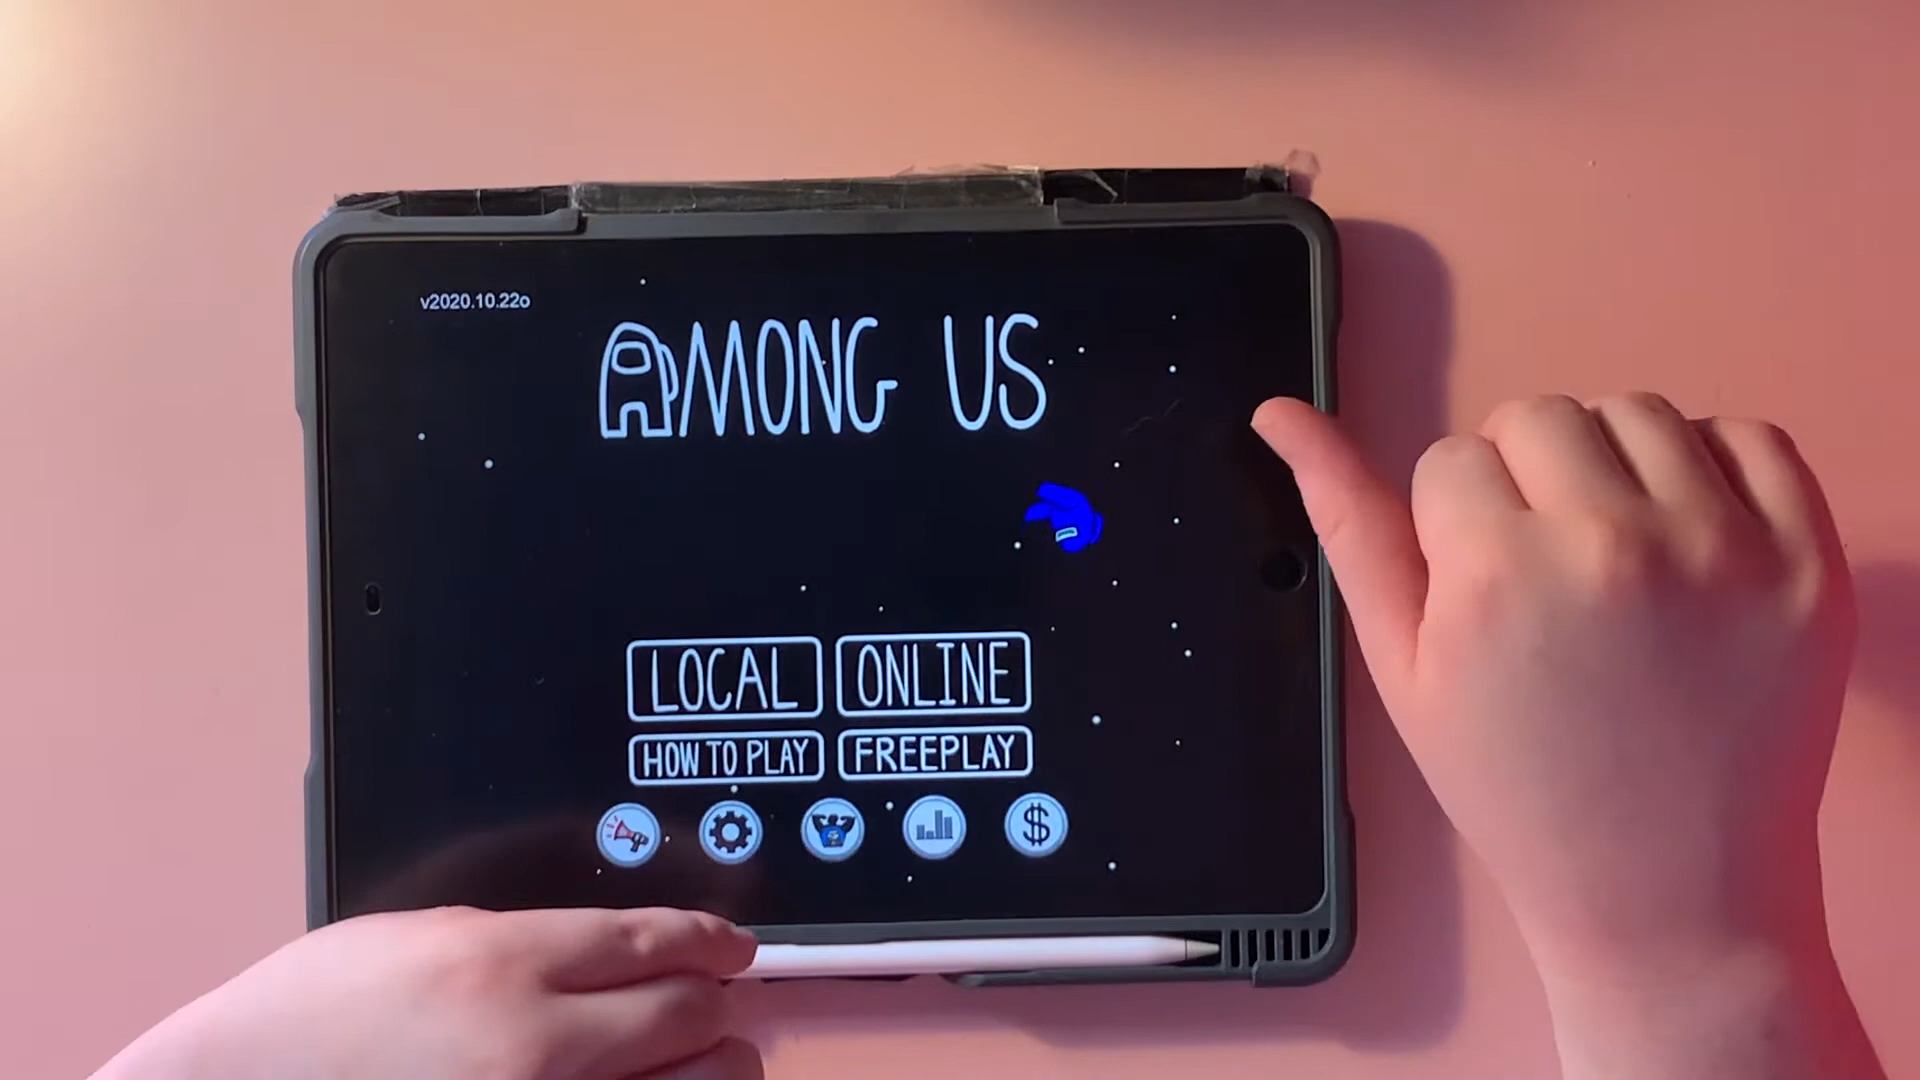 v2020.10.22o
AMONG US
LOCAL
ONLINE
HOW TO PLAY
FREEPLAY
$